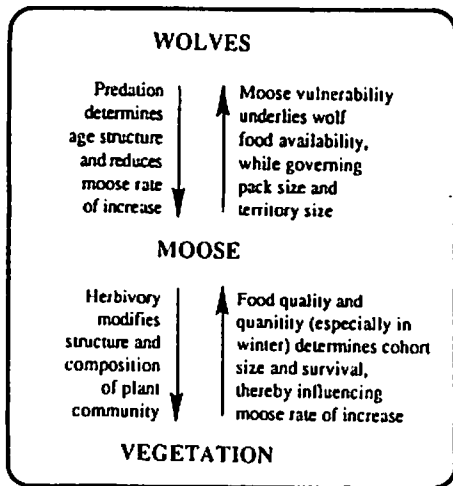 WOLVES
Predation
determines
age structure
and reduces
moose rate
of increase
Moose vulnerability
underlies wolf
food availability,
while governing
pack size and
territory size
MOOSE
Herbivory
modifies
structure and
composition
of plant
community
Food quality and
quanility (especially in
winter) determines cohort
size and survival,
thereby influencing
moose rate of increase
VEGETATION